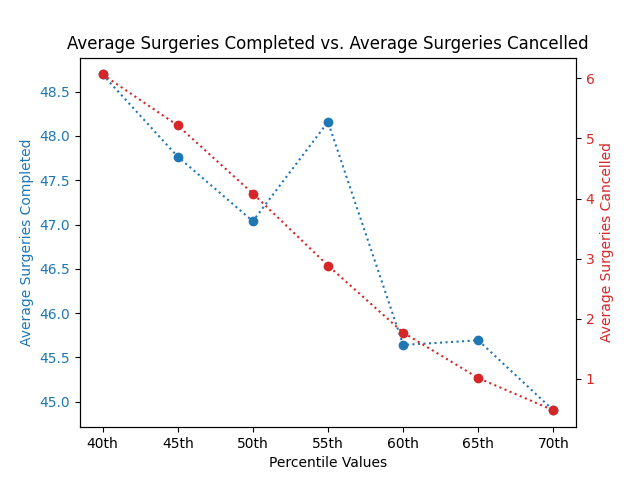 Average Surgeries Completed vs. Average Surgeries Cancelled
Average Surgeries Completed
48.5
48.0
47.5
47.0
46.5
46.0
45.5
45.0
6
5
4
3
2
1
Average Surgeries Cancelled
40th 45th 50th 55th 60th 65th 70th
Percentile Values